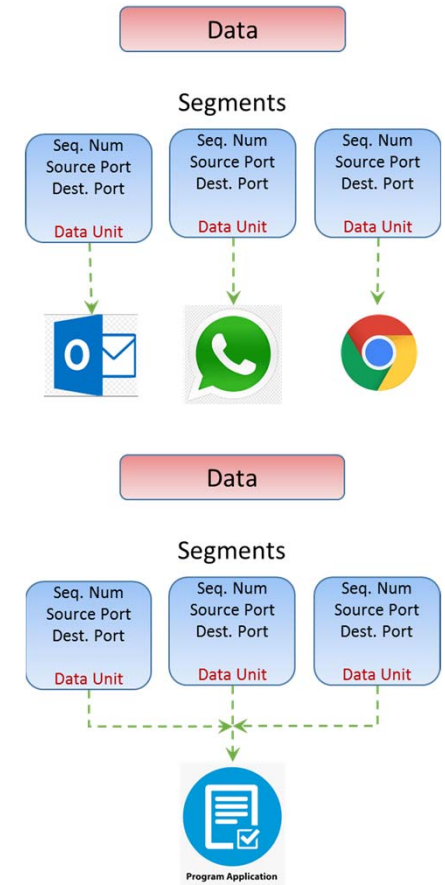 Data
Segments
Seq. Num
Source Port
Dest. Port
Data Unit
Seq. Num
Source Port
Dest. Port
Data Unit
Seq. Num
Source Port
Dest. Port
Data Unit
O
Data
Segments
Seq. Num
Source Port
Dest. Port
Data Unit
Seq. Num
Source Port
Dest. Port
Data Unit
Seq. Num
Source Port
Dest. Port
Data Unit
Program Application